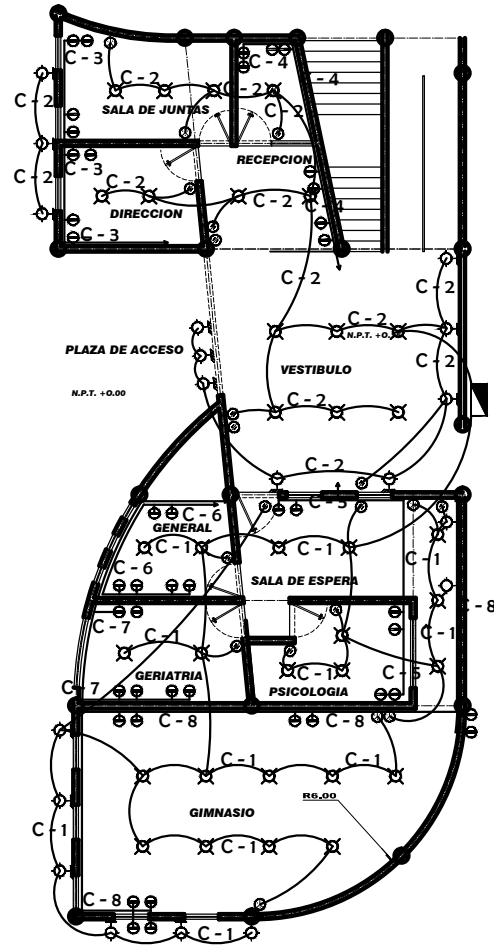 C-3
C-2
C-4
C-4
C-2
SALA DE JUNTAS
C-2
C-2
C-2
RECEPCION
C-3
C-2
C-2
C-2
C-4
DIRECCION
C-3
C-2
C-2
C-2
N.P.T. +0.
C-2
PLAZA DE ACCESO
VESTIBULO
N.P.T. +0.00
C-2
C-2
C-5
C-6
GENERAL
C-1
C-1
C-1
C-6
SALA DE ESPERA
C-7
C-8
C-1
C-1
C-1
C-5
GERIATRIA
C-7
PSICOLOGIA
C-8
C-8
C-1
C-1
R6.00
GIMNASIO
C-1
C-1
C-8
C-1